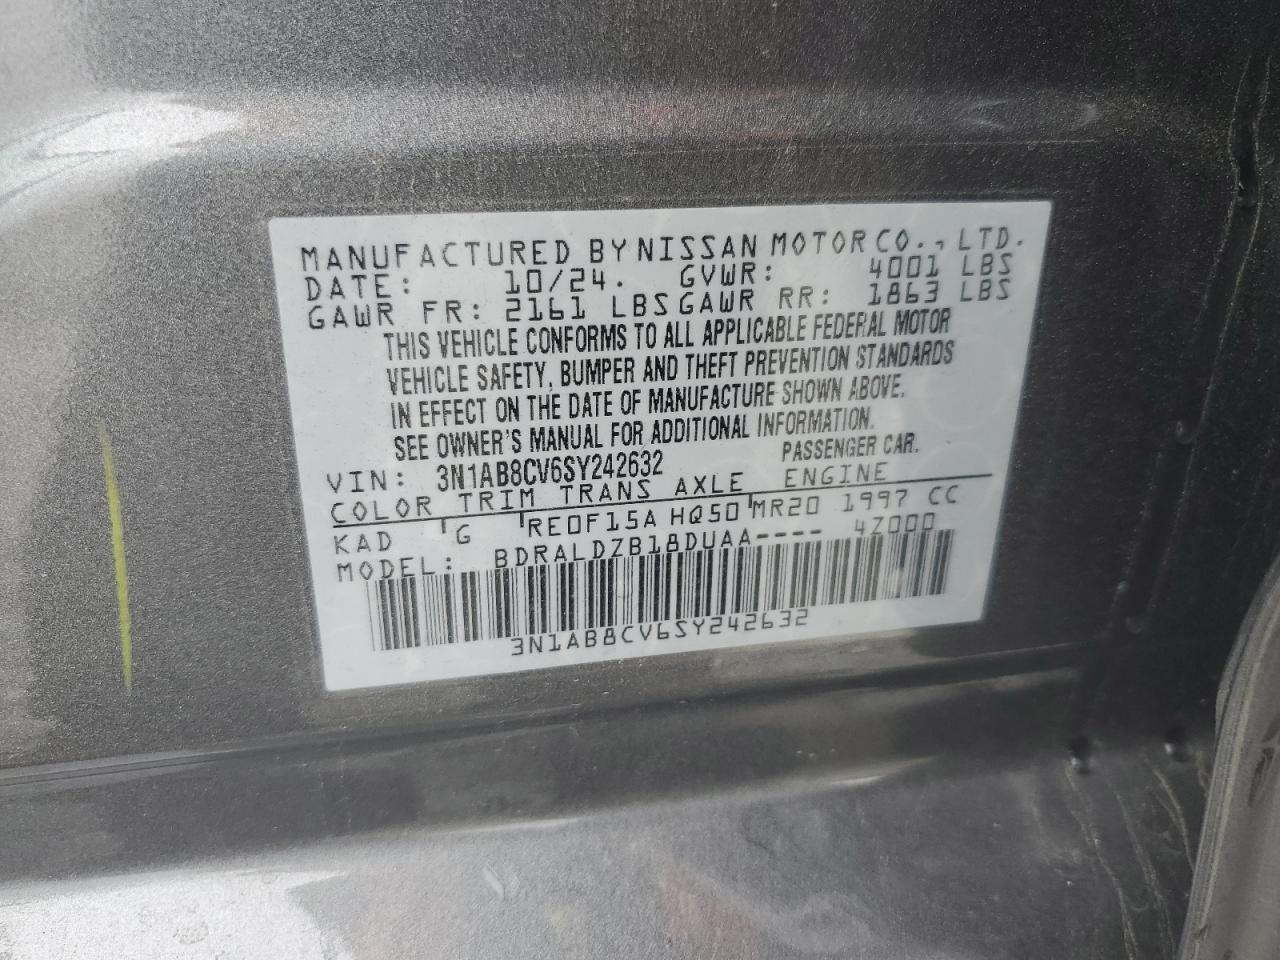 MANUFACTURED BY NISSAN MOTOR CO., LTD.
DATE: 10/24. GVWR: 4001 LBS
GAWR FR: 2161 LBS GAWR RR: 1863 LBS
THIS VEHICLE CONFORMS TO ALL APPLICABLE FEDERAL MOTOR
VEHICLE SAFETY, BUMPER AND THEFT PREVENTION STANDARDS
IN EFFECT ON THE DATE OF MANUFACTURE SHOWN ABOVE.
SEE OWNER'S MANUAL FOR ADDITIONAL INFORMATION.
VIN: 3N1AB8CV6SY242632 PASSENGER CAR.
COLOR TRIM TRANS AXLE ENGINE
KAD G RE0F15A HQ50 MR20 1997 CC
MODEL: BDRALDZB18DUAA---- 4Z000
3N1AB8CV6SY242632